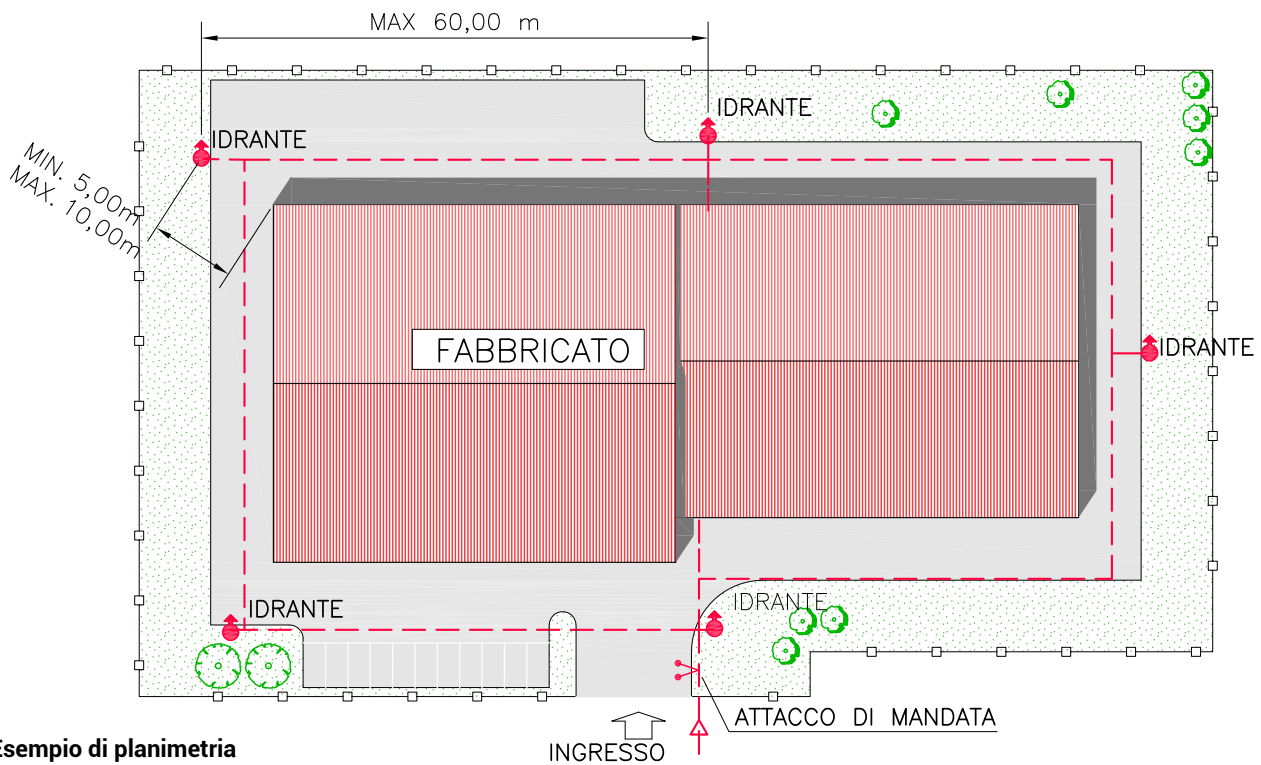 MAX 60,00 m
IDRANTE
IDRANTE
MIN. 5,00m
MAX. 10,00m
FABBRICATO
IDRANTE
IDRANTE
IDRANTE
ATTACCO DI MANDATA
INGRESSO
Esempio di planimetria